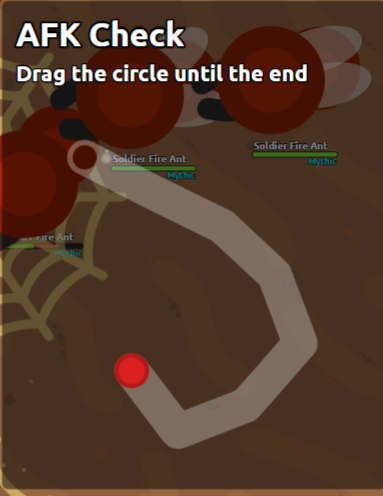 AFK Check
Drag the circle until the end
Soldier Fire Ant
Mythic
Soldier Fire Ant
Mythic
Fire Ant
Mythic